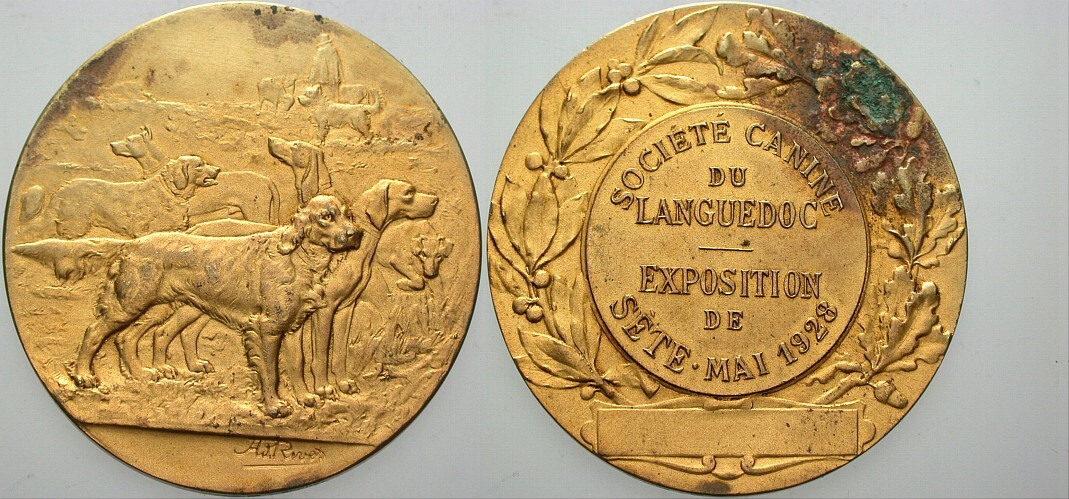 SOCIÉTÉ CANINE
DU
LANGUEDOC
EXPOSITION
DE
SÈTE · MAI 1928